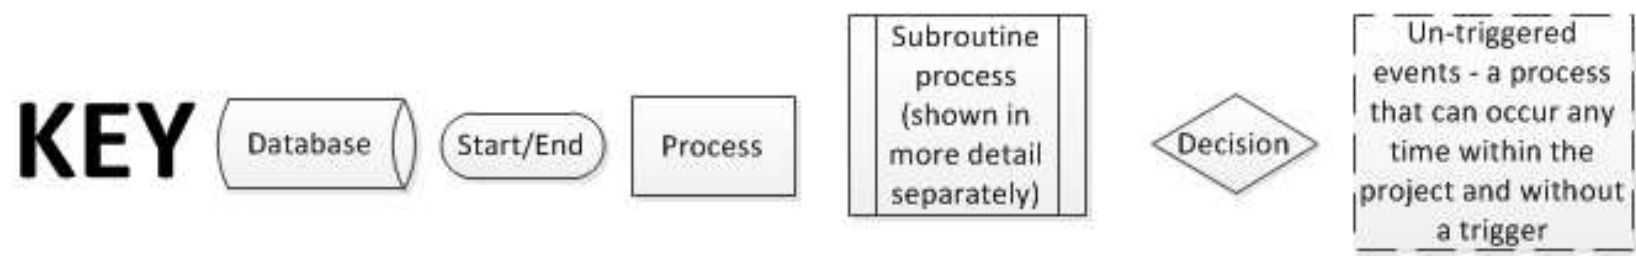 KEY
Database
Start/End
Process
Subroutine
process
(shown in
more detail
separately)
Decision
Un-triggered
events - a process
that can occur any
time within the
project and without
a trigger